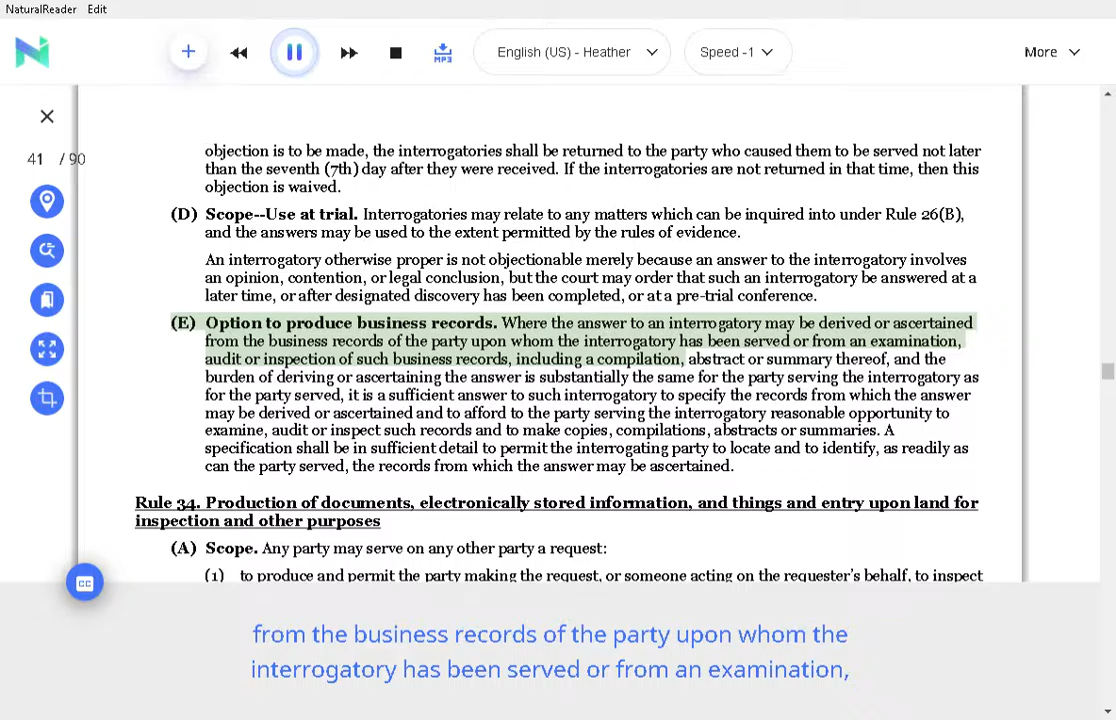 NaturalReader Edit
MP3
English (US) - Heather
Speed -1
More
41 / 90
objection is to be made, the interrogatories shall be returned to the party who caused them to be served not later
than the seventh (7th) day after they were received. If the interrogatories are not returned in that time, then this
objection is waived.
(D) Scope--Use at trial. Interrogatories may relate to any matters which can be inquired into under Rule 26(B),
and the answers may be used to the extent permitted by the rules of evidence.
An interrogatory otherwise proper is not objectionable merely because an answer to the interrogatory involves
an opinion, contention, or legal conclusion, but the court may order that such an interrogatory be answered at a
later time, or after designated discovery has been completed, or at a pre-trial conference.
(E) Option to produce business records. Where the answer to an interrogatory may be derived or ascertained
from the business records of the party upon whom the interrogatory has been served or from an examination,
audit or inspection of such business records, including a compilation, abstract or summary thereof, and the
burden of deriving or ascertaining the answer is substantially the same for the party serving the interrogatory as
for the party served, it is a sufficient answer to such interrogatory to specify the records from which the answer
may be derived or ascertained and to afford to the party serving the interrogatory reasonable opportunity to
examine, audit or inspect such records and to make copies, compilations, abstracts or summaries. A
specification shall be in sufficient detail to permit the interrogating party to locate and to identify, as readily as
can the party served, the records from which the answer may be ascertained.
Rule 34. Production of documents, electronically stored information, and things and entry upon land for
inspection and other purposes
(A) Scope. Any party may serve on any other party a request:
(1) to produce and permit the party making the request, or someone acting on the requester's behalf, to inspect
CC
from the business records of the party upon whom the
interrogatory has been served or from an examination,